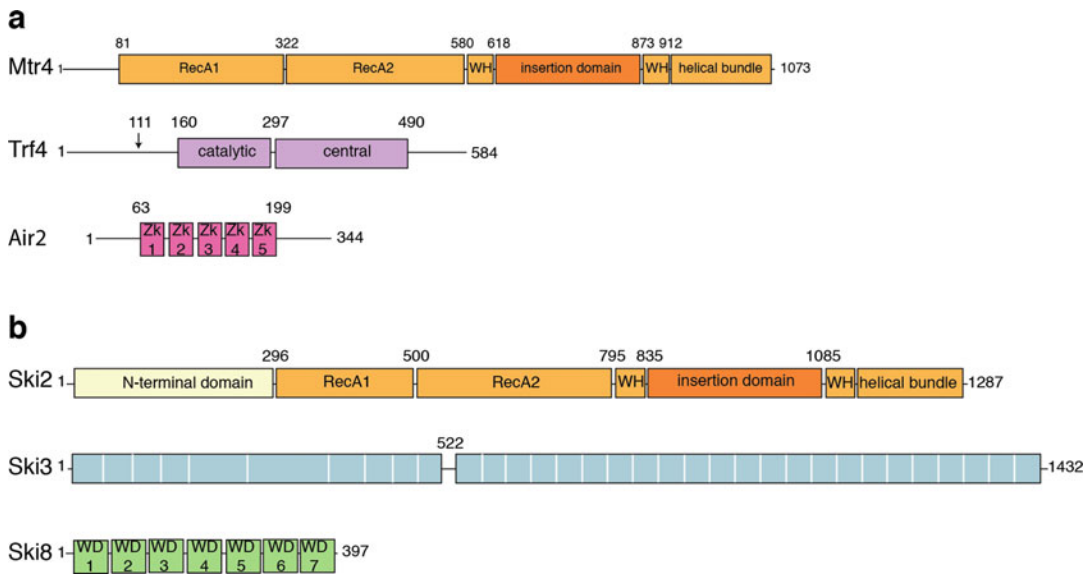 a
81 322 580 618 873 912
Mtr4 1 RecA1 RecA2 WH insertion domain WH helical bundle 1073
111 160 297 490
Trf4 1 catalytic central 584
63 199
Air2 1 Zk 1 Zk 2 Zk 3 Zk 4 Zk 5 344
b
296 500 795 835 1085
Ski2 1 N-terminal domain RecA1 RecA2 WH insertion domain WH helical bundle 1287
522
Ski3 1 1432
Ski8 1 WD 1 WD 2 WD 3 WD 4 WD 5 WD 6 WD 7 397